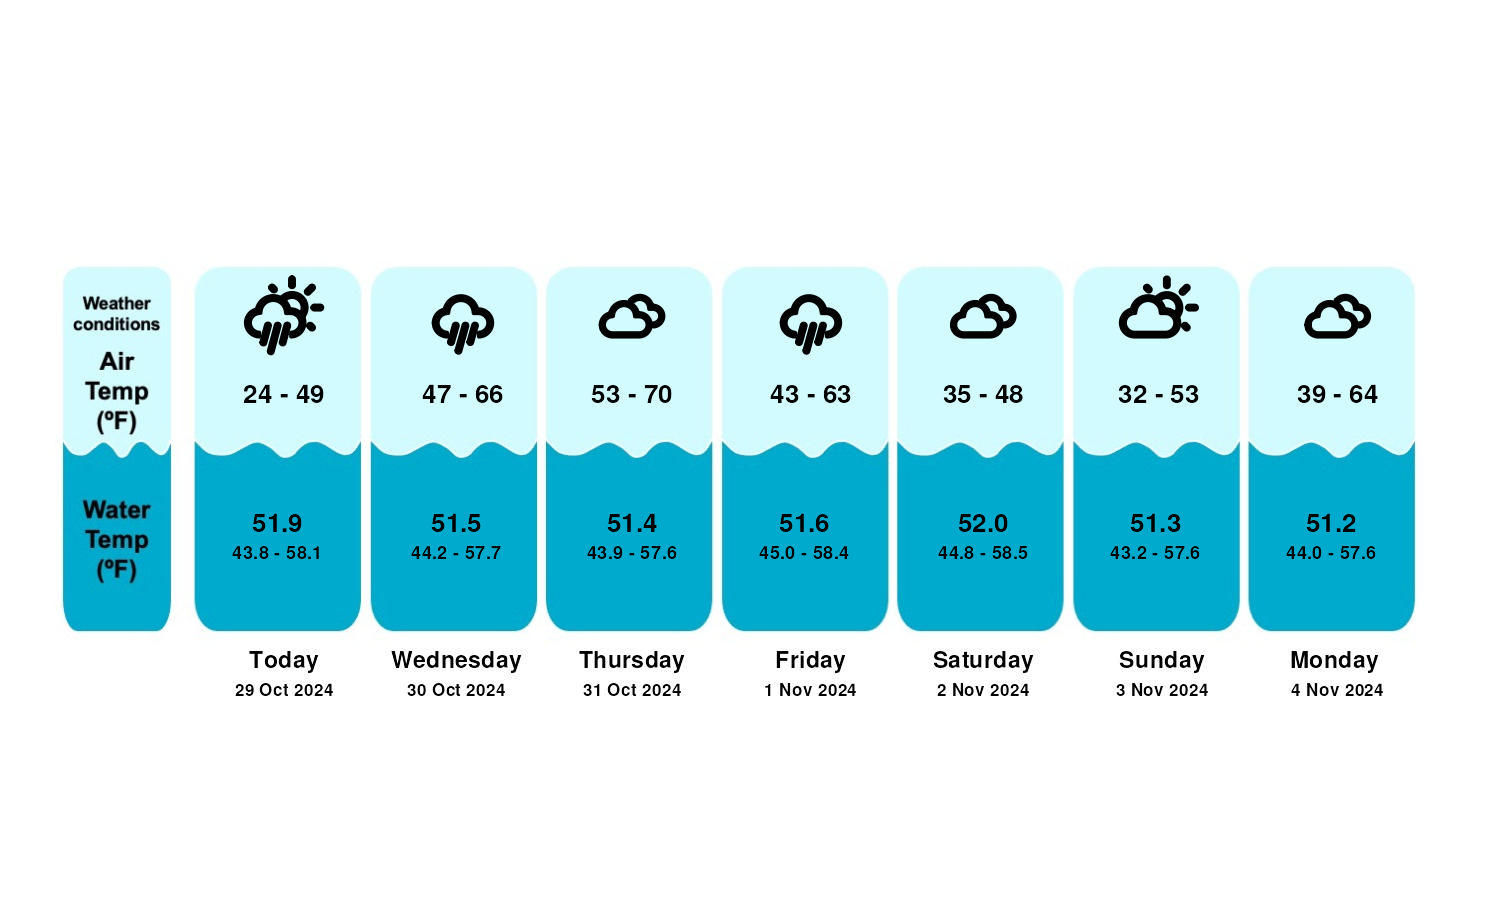 Weather
conditions
Air
Temp
(ºF)
Water
Temp
(ºF)
24 - 49
51.9
43.8 - 58.1
Today
29 Oct 2024
47 - 66
51.5
44.2 - 57.7
Wednesday
30 Oct 2024
53 - 70
51.4
43.9 - 57.6
Thursday
31 Oct 2024
43 - 63
51.6
45.0 - 58.4
Friday
1 Nov 2024
35 - 48
52.0
44.8 - 58.5
Saturday
2 Nov 2024
32 - 53
51.3
43.2 - 57.6
Sunday
3 Nov 2024
39 - 64
51.2
44.0 - 57.6
Monday
4 Nov 2024